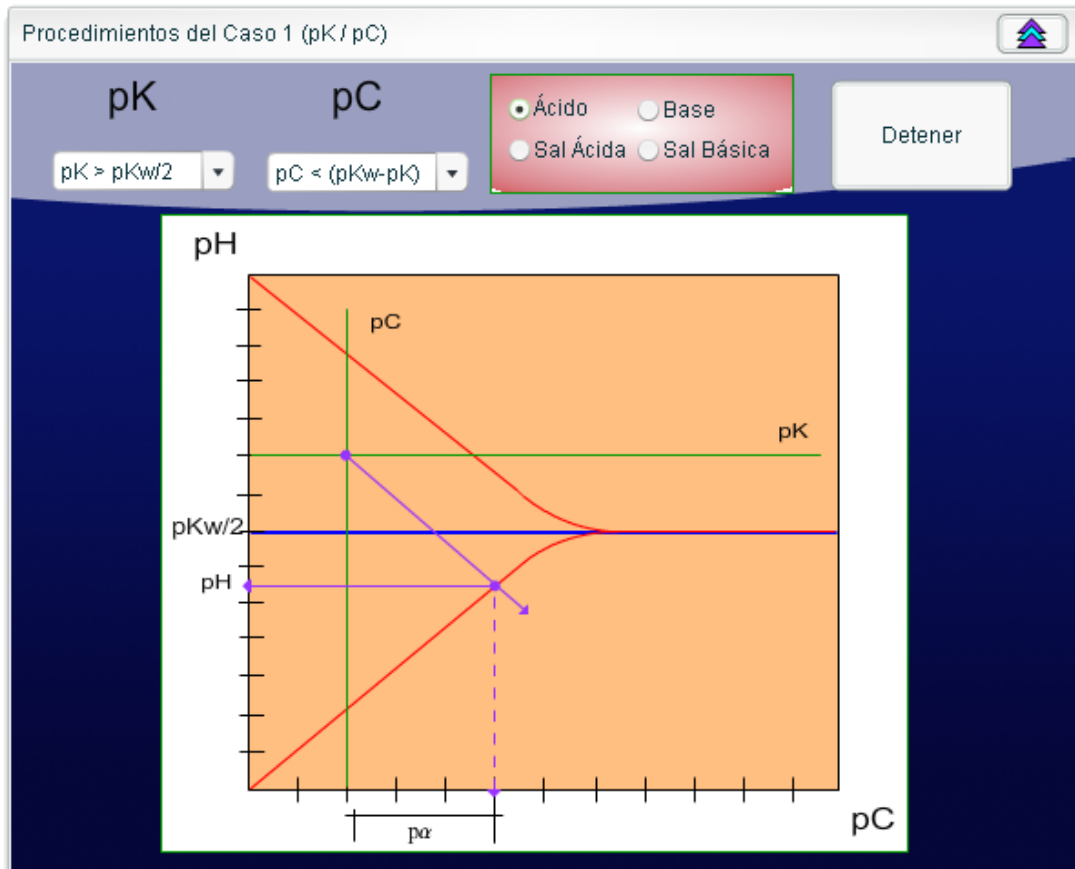 Procedimientos del Caso 1 (pK / pC)
pK pC
Ácido Base
Sal Ácida Sal Básica
Detener
pK > pKw/2 pC < (pKw-pK)
pH
pC
pK
pKw/2
pH
pC
pα